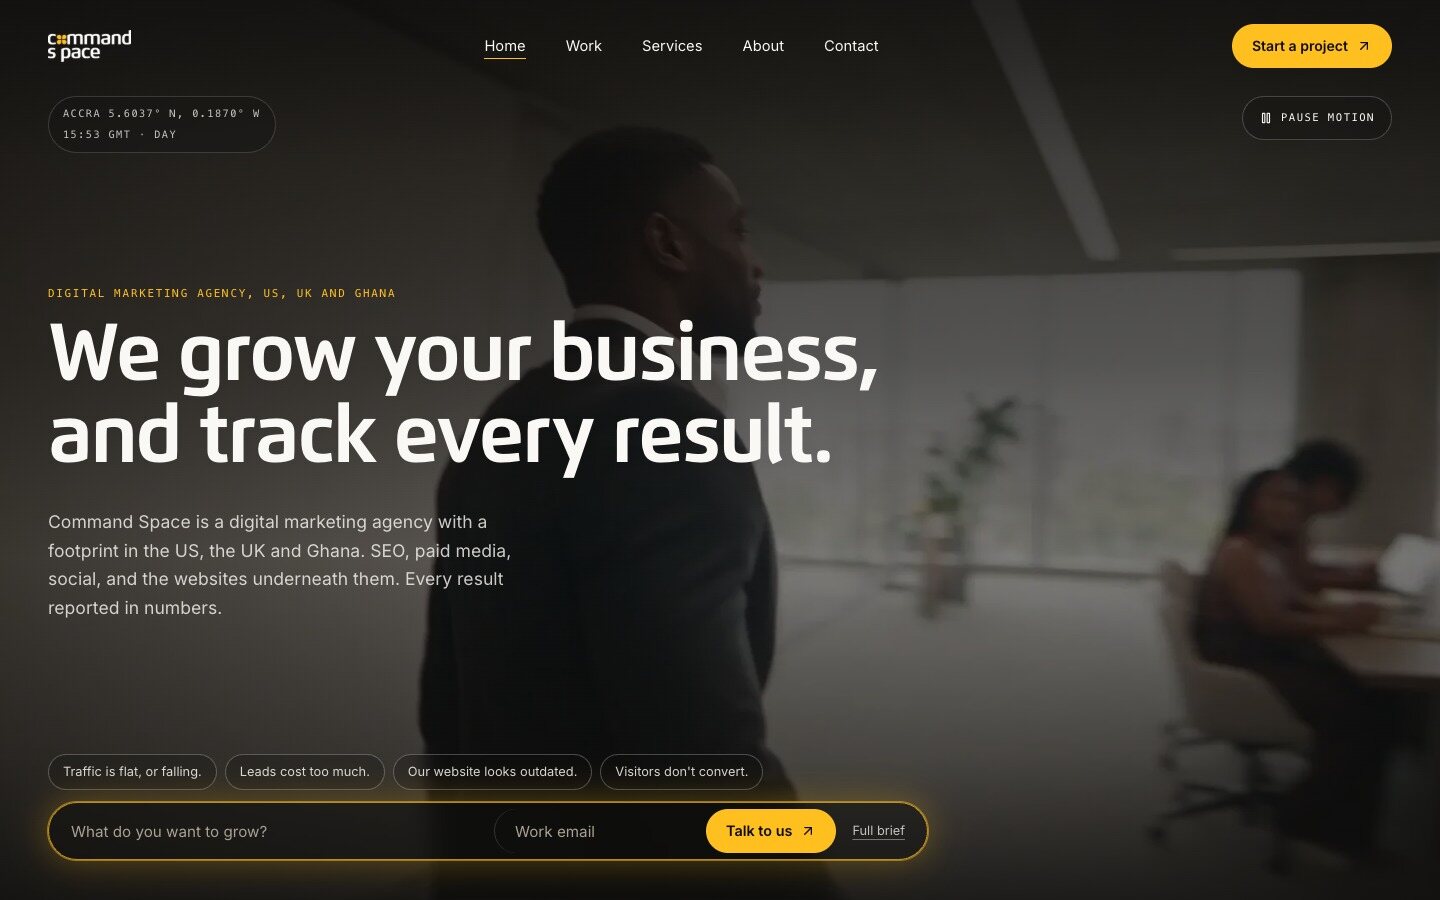 command
space
Home Work Services About Contact
Start a project
ACCRA 5.6037° N, 0.1870° W
15:53 GMT · DAY
PAUSE MOTION
DIGITAL MARKETING AGENCY, US, UK AND GHANA
We grow your business,
and track every result.
Command Space is a digital marketing agency with a
footprint in the US, the UK and Ghana. SEO, paid media,
social, and the websites underneath them. Every result
reported in numbers.
Traffic is flat, or falling. Leads cost too much. Our website looks outdated. Visitors don't convert.
What do you want to grow? Work email Talk to us Full brief